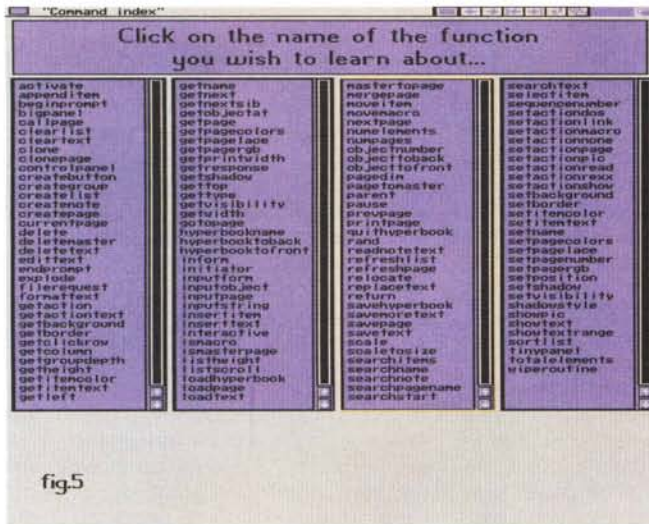 "Command index"
Click on the name of the function
you wish to learn about...
activate
appenditem
beginprompt
bigpanel
callpage
clearlist
cleartext
clone
clonepage
controlpanel
createbutton
creategroup
createlist
createnote
createpage
currentpage
delete
deletemaster
deletetext
edittext
endprompt
explode
filerequest
formattext
getaction
getactiontext
getbackground
getborder
getclickrow
getcolumn
getgroupdepth
getheight
getitemcolor
getitemtext
getleft
getname
getnext
getnextsib
getobjectat
getpage
getpagecolors
getpagelace
getpagergb
getprintwidth
getresponse
getshadow
gettop
gettype
getvisibility
getwidth
gotopage
hyperbookname
hyperbooktoback
hyperbooktofront
inform
initiator
inputform
inputobject
inputpage
inputstring
insertitem
inserttext
interactive
ismacro
ismasterpage
listhwight
listscroll
loadhyperbook
loadpage
loadtext
mastertopage
mergepage
moveitem
movemacro
nextpage
numelements
numpages
objectnumber
objecttoback
objecttofront
pagedim
pagetomaster
parent
pause
prevpage
printpage
quithyperbook
rand
readnotetext
refreshlist
refreshpage
relocate
replacetext
return
savehyperbook
savemoretext
savepage
savetext
scale
scaletosize
searchitems
searchname
searchnote
searchpagename
searchstart
searchtext
selectitem
sequencenumber
setactiondos
setactionlink
setactionmacro
setactionnone
setactionpage
setactionpic
setactionread
setactionrexx
setactionshow
setbackground
setborder
setitemcolor
setitemtext
setname
setpagecolors
setpagelace
setpagenumber
setpagergb
setposition
setshadow
setvisibility
shadowstyle
showpic
showtext
showtextrange
sortlist
tinypanel
totalelements
wiperoutine
fig.5